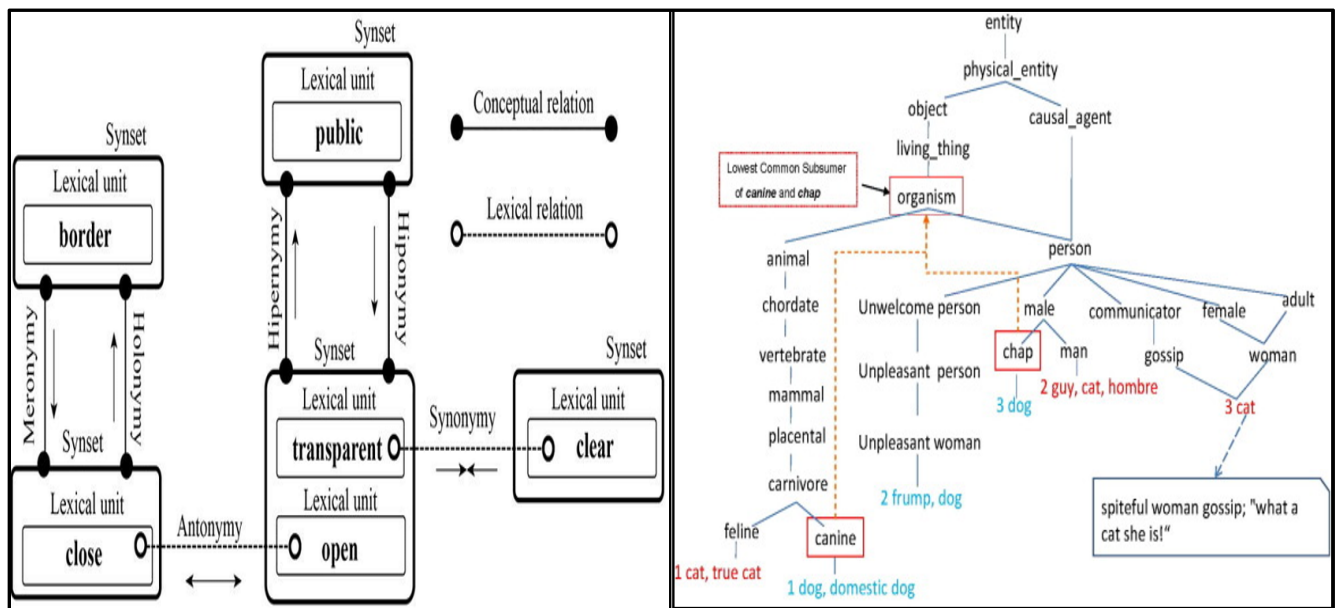 Synset
Lexical unit
public
Conceptual relation
Lexical relation
Synset
Lexical unit
border
Hipernymy
Hiponymy
Meronymy
Holonymy
Synset
Lexical unit
transparent
Lexical unit
open
Synonymy
Synset
Lexical unit
clear
Synset
Lexical unit
close
Antonymy
entity
physical_entity
object
causal_agent
living_thing
Lowest Common Subsumer
of canine and chap
organism
animal
person
chordate
Unwelcome person
male
communicator
female
adult
vertebrate
Unpleasant person
chap
man
gossip
woman
mammal
3 dog
2 guy, cat, hombre
3 cat
placental
Unpleasant woman
carnivore
2 frump, dog
feline
canine
1 cat, true cat
1 dog, domestic dog
spiteful woman gossip; "what a
cat she is!“